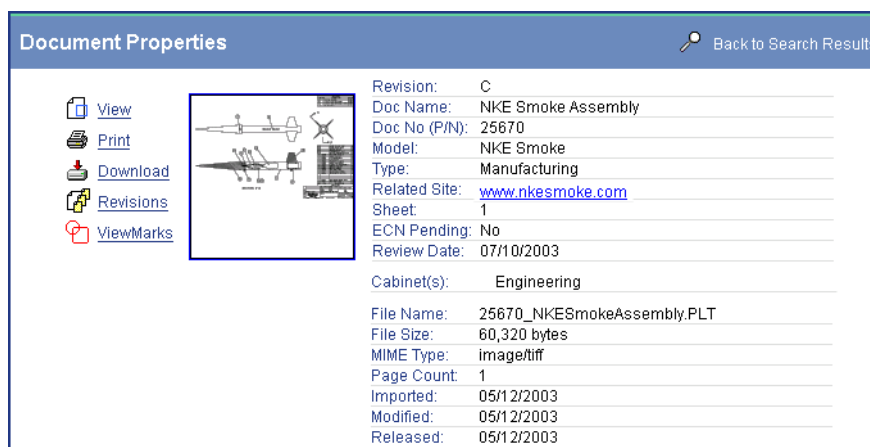 Document Properties
Back to Search Results
View
Print
Download
Revisions
ViewMarks
Revision: C
Doc Name: NKE Smoke Assembly
Doc No (P/N): 25670
Model: NKE Smoke
Type: Manufacturing
Related Site: www.nkesmoke.com
Sheet: 1
ECN Pending: No
Review Date: 07/10/2003
Cabinet(s): Engineering
File Name: 25670_NKESmokeAssembly.PLT
File Size: 60,320 bytes
MIME Type: image/tiff
Page Count: 1
Imported: 05/12/2003
Modified: 05/12/2003
Released: 05/12/2003